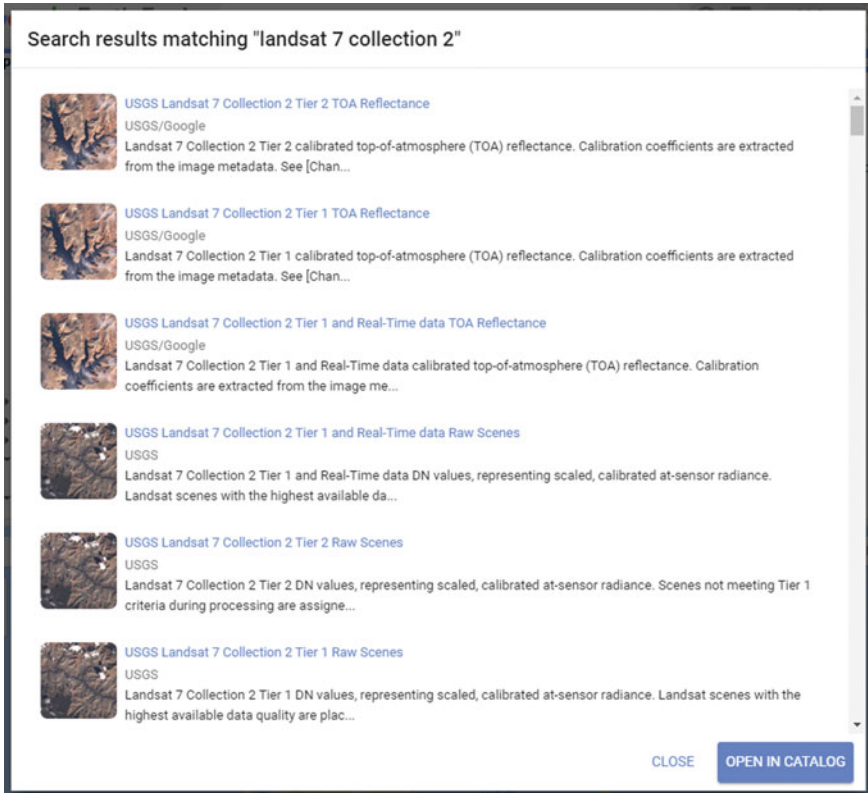 Search results matching "landsat 7 collection 2"
USGS Landsat 7 Collection 2 Tier 2 TOA Reflectance
USGS/Google
Landsat 7 Collection 2 Tier 2 calibrated top-of-atmosphere (TOA) reflectance. Calibration coefficients are extracted
from the image metadata. See [Chan...
USGS Landsat 7 Collection 2 Tier 1 TOA Reflectance
USGS/Google
Landsat 7 Collection 2 Tier 1 calibrated top-of-atmosphere (TOA) reflectance. Calibration coefficients are extracted
from the image metadata. See [Chan...
USGS Landsat 7 Collection 2 Tier 1 and Real-Time data TOA Reflectance
USGS/Google
Landsat 7 Collection 2 Tier 1 and Real-Time data calibrated top-of-atmosphere (TOA) reflectance. Calibration
coefficients are extracted from the image me...
USGS Landsat 7 Collection 2 Tier 1 and Real-Time data Raw Scenes
USGS
Landsat 7 Collection 2 Tier 1 and Real-Time data DN values, representing scaled, calibrated at-sensor radiance.
Landsat scenes with the highest available da...
USGS Landsat 7 Collection 2 Tier 2 Raw Scenes
USGS
Landsat 7 Collection 2 Tier 2 DN values, representing scaled, calibrated at-sensor radiance. Scenes not meeting Tier 1
criteria during processing are assigne...
USGS Landsat 7 Collection 2 Tier 1 Raw Scenes
USGS
Landsat 7 Collection 2 Tier 1 DN values, representing scaled, calibrated at-sensor radiance. Landsat scenes with the
highest available data quality are plac...
CLOSE OPEN IN CATALOG